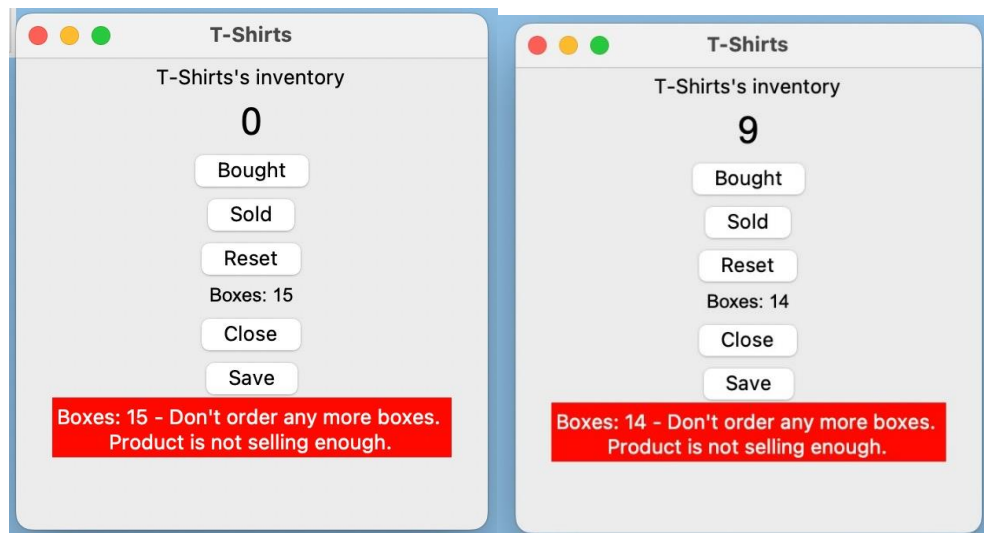 T-Shirts
T-Shirts's inventory
0
Bought
Sold
Reset
Boxes: 15
Close
Save
Boxes: 15 - Don't order any more boxes.
Product is not selling enough.
T-Shirts
T-Shirts's inventory
9
Bought
Sold
Reset
Boxes: 14
Close
Save
Boxes: 14 - Don't order any more boxes.
Product is not selling enough.